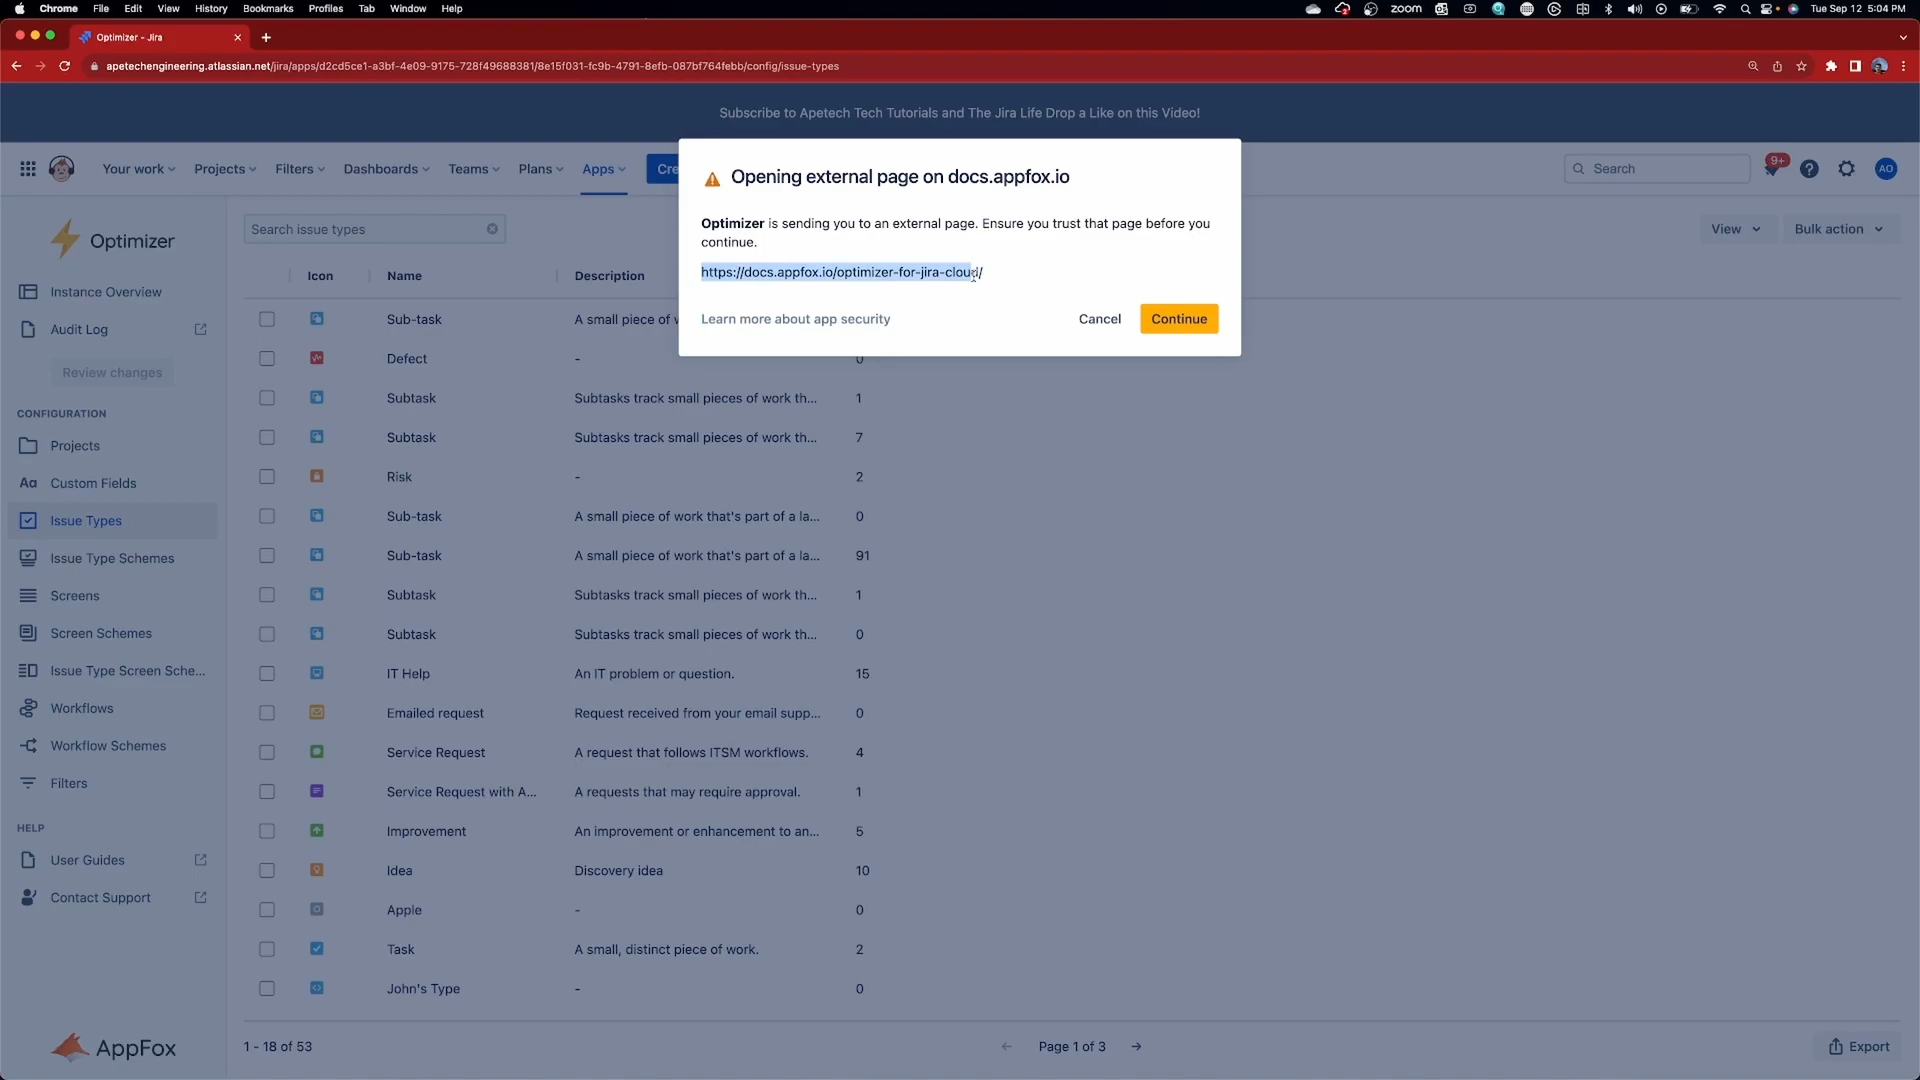 Chrome File Edit View History Bookmarks Profiles Tab Window Help
zoom Tue Sep 12 5:04 PM
Optimizer - Jira
apetechengineering.atlassian.net/jira/apps/d2cd5ce1-a3bf-4e09-9175-728f49688381/8e15f031-fc9b-4791-8efb-087bf764febb/config/issue-types
Subscribe to Apetech Tech Tutorials and The Jira Life Drop a Like on this Video!
Your work Projects Filters Dashboards Teams Plans Apps Cre Search 9+ AO
Opening external page on docs.appfox.io
Optimizer is sending you to an external page. Ensure you trust that page before you
continue.
https://docs.appfox.io/optimizer-for-jira-cloud/
Learn more about app security Cancel Continue
Optimizer
Instance Overview
Audit Log
Review changes
CONFIGURATION
Projects
Custom Fields
Issue Types
Issue Type Schemes
Screens
Screen Schemes
Issue Type Screen Sche...
Workflows
Workflow Schemes
Filters
HELP
User Guides
Contact Support
AppFox
Search issue types View Bulk action
Icon Name Description
Sub-task A small piece of
Defect - 0
Subtask Subtasks track small pieces of work th... 1
Subtask Subtasks track small pieces of work th... 7
Risk - 2
Sub-task A small piece of work that's part of a la... 0
Sub-task A small piece of work that's part of a la... 91
Subtask Subtasks track small pieces of work th... 1
Subtask Subtasks track small pieces of work th... 0
IT Help An IT problem or question. 15
Emailed request Request received from your email supp... 0
Service Request A request that follows ITSM workflows. 4
Service Request with A... A requests that may require approval. 1
Improvement An improvement or enhancement to an... 5
Idea Discovery idea 10
Apple - 0
Task A small, distinct piece of work. 2
John's Type - 0
1 - 18 of 53 Page 1 of 3 Export